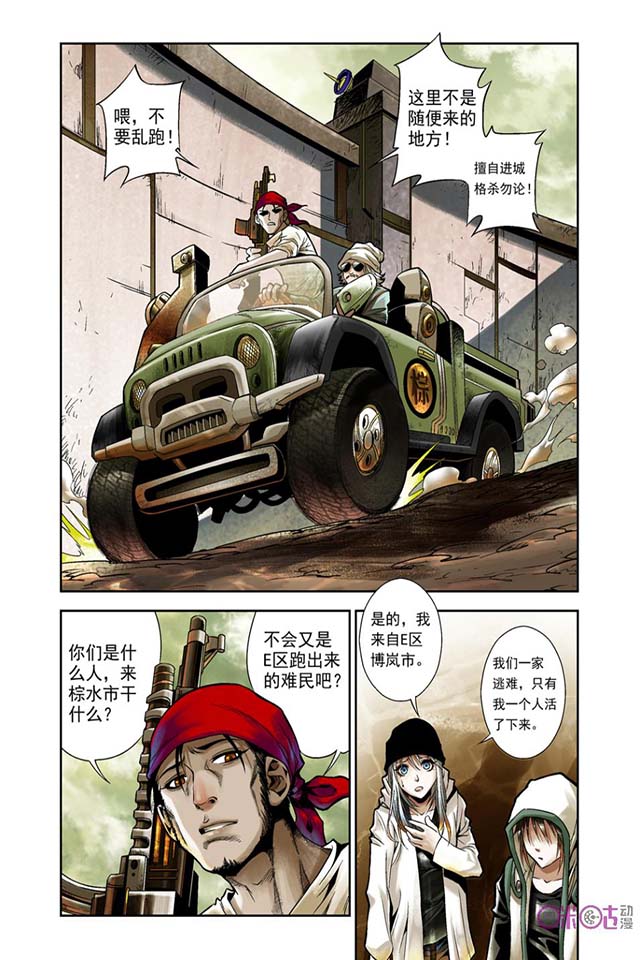 喂，不
要乱跑！
这里不是
随便来的
地方！
擅自进城
格杀勿论！
棕
你们是什
么人，来
棕水市干
什么？
不会又是
E区跑出来
的难民吧？
是的，我
来自E区
博岚市。
我们一家
逃难，只有
我一个人活
了下来。
咪咕动漫